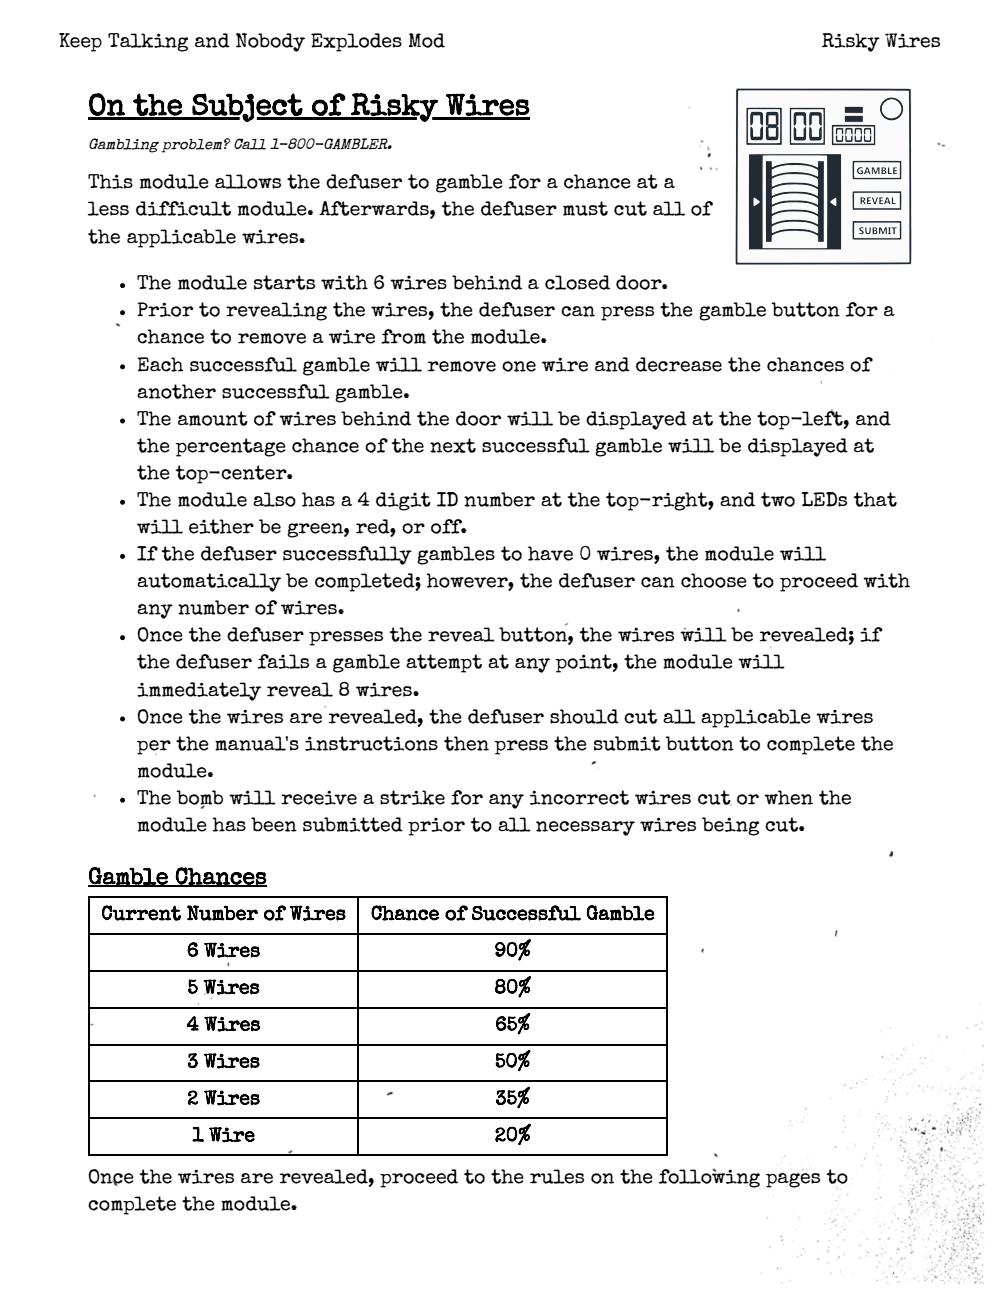 Keep Talking and Nobody Explodes Mod
Risky Wires
On the Subject of Risky Wires
Gambling problem? Call 1-800-GAMBLER.
This module allows the defuser to gamble for a chance at a
less difficult module. Afterwards, the defuser must cut all of
the applicable wires.
08 00 0000
GAMBLE
REVEAL
SUBMIT
• The module starts with 6 wires behind a closed door.
• Prior to revealing the wires, the defuser can press the gamble button for a
chance to remove a wire from the module.
• Each successful gamble will remove one wire and decrease the chances of
another successful gamble.
• The amount of wires behind the door will be displayed at the top-left, and
the percentage chance of the next successful gamble will be displayed at
the top-center.
• The module also has a 4 digit ID number at the top-right, and two LEDs that
will either be green, red, or off.
• If the defuser successfully gambles to have 0 wires, the module will
automatically be completed; however, the defuser can choose to proceed with
any number of wires.
• Once the defuser presses the reveal button, the wires will be revealed; if
the defuser fails a gamble attempt at any point, the module will
immediately reveal 8 wires.
• Once the wires are revealed, the defuser should cut all applicable wires
per the manual's instructions then press the submit button to complete the
module.
• The bomb will receive a strike for any incorrect wires cut or when the
module has been submitted prior to all necessary wires being cut.
Gamble Chances
Current Number of Wires Chance of Successful Gamble
6 Wires 90%
5 Wires 80%
4 Wires 65%
3 Wires 50%
2 Wires 35%
1 Wire 20%
Once the wires are revealed, proceed to the rules on the following pages to
complete the module.